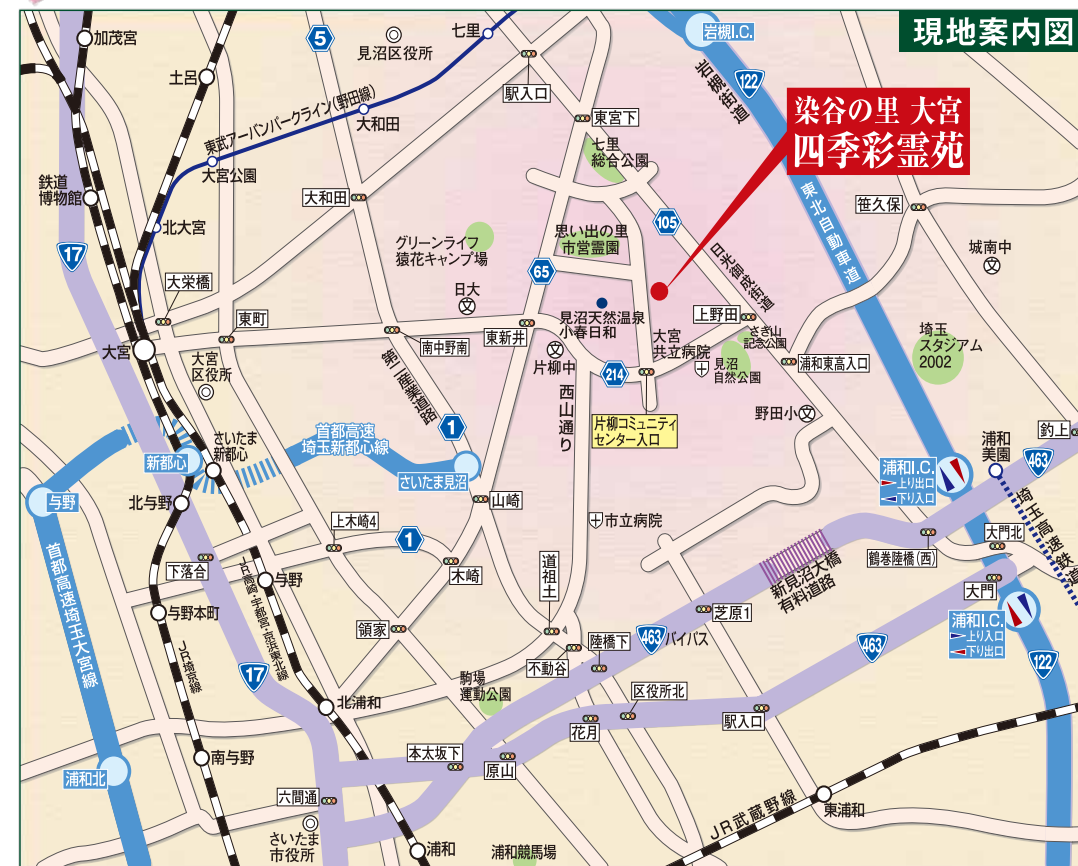 現地案内図
加茂宮
5
見沼区役所
七里
岩槻I.C.
122
岩槻街道
土呂
駅入口
東武アーバンパークライン(野田線)
大和田
東宮下
染谷の里 大宮
四季彩霊苑
七里
総合公園
大宮公園
鉄道
博物館
大和田
東北自動車道
笹久保
北大宮
105
日光御成街道
グリーンライフ
猿花キャンプ場
思い出の里
市営霊園
17
65
城南中
文
大栄橋
日大
文
東町
見沼天然温泉
小春日和
上野田
さぎ山
記念公園
大宮
大宮
区役所
南中野南
東新井
片柳中
文
大宮
共立病院
見沼
自然公園
浦和東高入口
埼玉
スタジアム
2002
第二産業道路
214
西山通り
野田小
文
片柳コミュニティ
センター入口
1
首都高速
埼玉新都心線
さいたま
新都心
新都心
さいたま見沼
与野
北与野
山崎
市立病院
浦和I.C.
上り出口
下り入口
浦和
美園
釣上
463
埼玉高速鉄道
上木崎4
1
木崎
下落合
与野
道祖土
新見沼大橋
有料道路
鶴巻陸橋(西)
大門北
大門
首都高速埼玉大宮線
JR高崎・宇都宮・京浜東北線
与野本町
領家
芝原1
陸橋下
463
バイパス
不動谷
463
浦和I.C.
上り入口
下り出口
122
JR埼京線
17
北浦和
駒場
運動公園
区役所北
花月
駅入口
南与野
本太坂下
原山
浦和北
六間通
さいたま
市役所
浦和
浦和競馬場
JR武蔵野線
東浦和